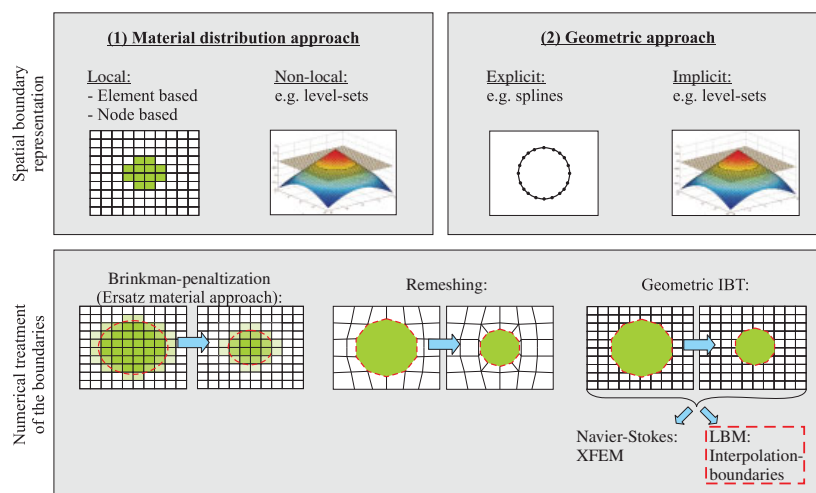 (1) Material distribution approach
Local:
- Element based
- Node based
Non-local:
e.g. level-sets
(2) Geometric approach
Explicit:
e.g. splines
Implicit:
e.g. level-sets
Spatial boundary
representation
Brinkman-penaltization
(Ersatz material approach):
Remeshing:
Geometric IBT:
Navier-Stokes:
XFEM
LBM:
Interpolation-
boundaries
Numerical treatment
of the boundaries